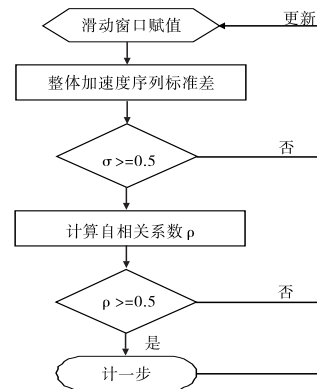 滑动窗口赋值
更新
整体加速度序列标准差
σ >=0.5
否
计算自相关系数 ρ
ρ >=0.5
否
是
计一步